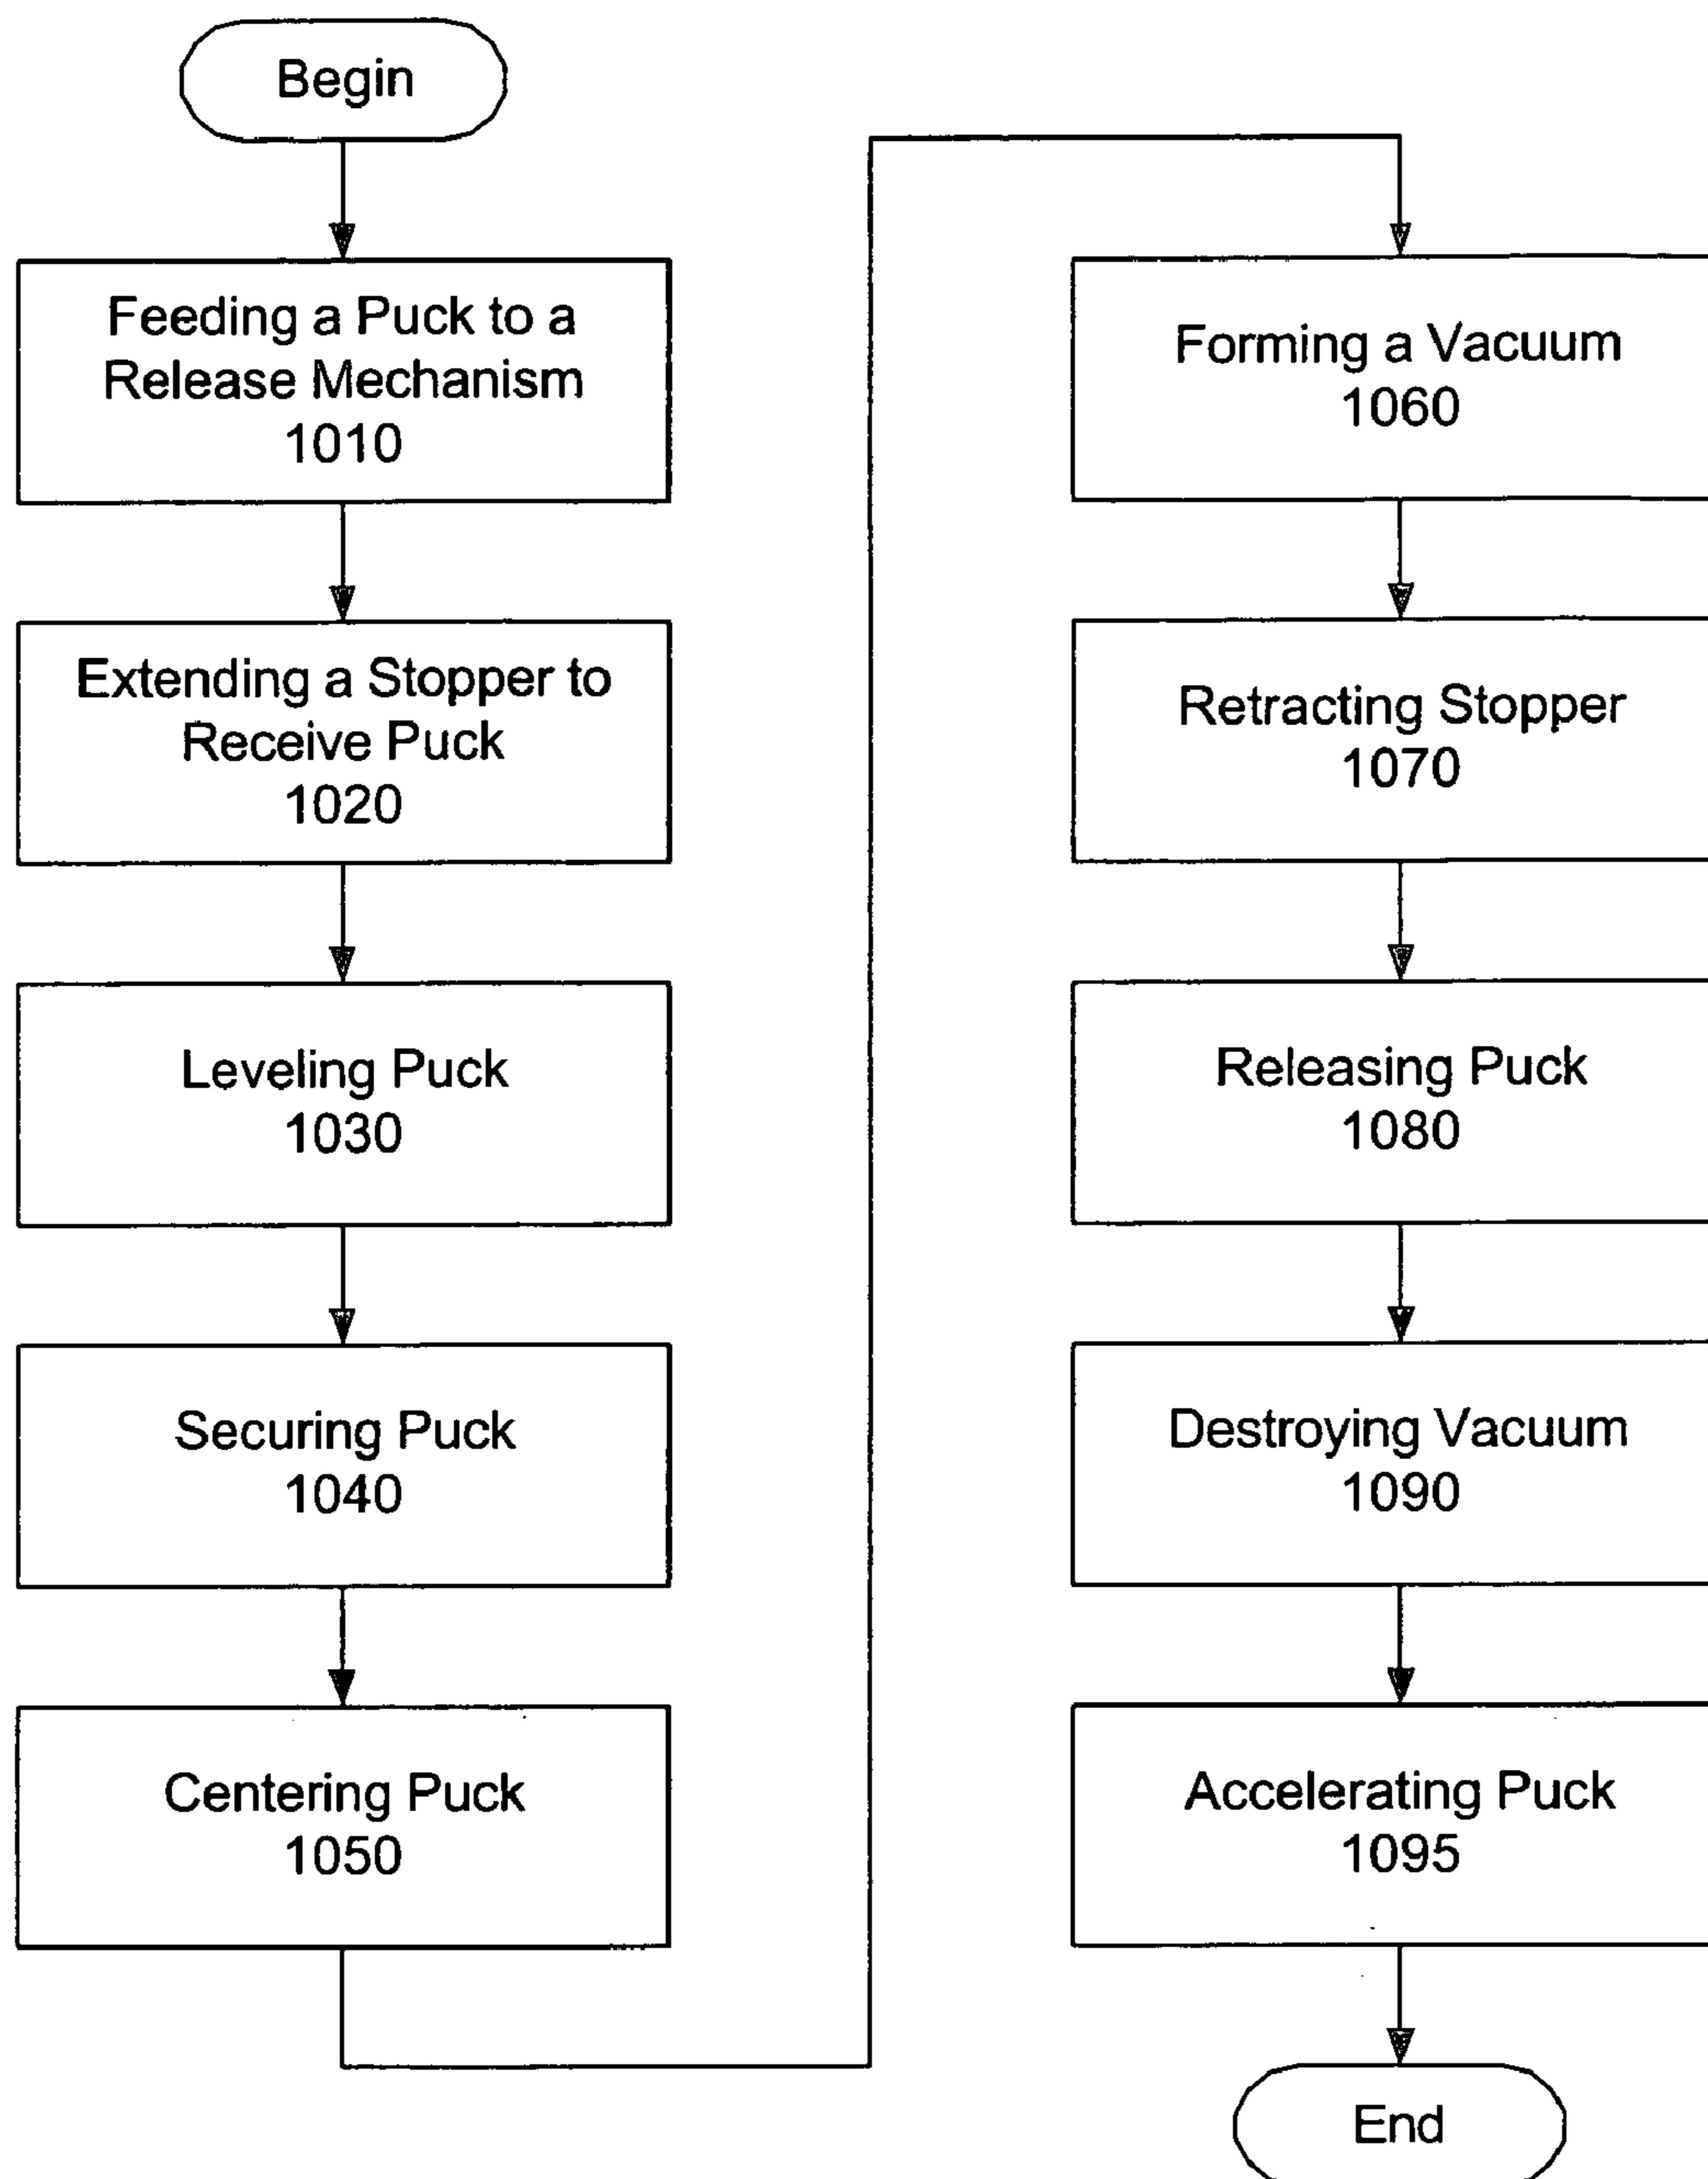 Begin
Feeding a Puck to a
Release Mechanism
1010
Extending a Stopper to
Receive Puck
1020
Leveling Puck
1030
Securing Puck
1040
Centering Puck
1050
Forming a Vacuum
1060
Retracting Stopper
1070
Releasing Puck
1080
Destroying Vacuum
1090
Accelerating Puck
1095
End